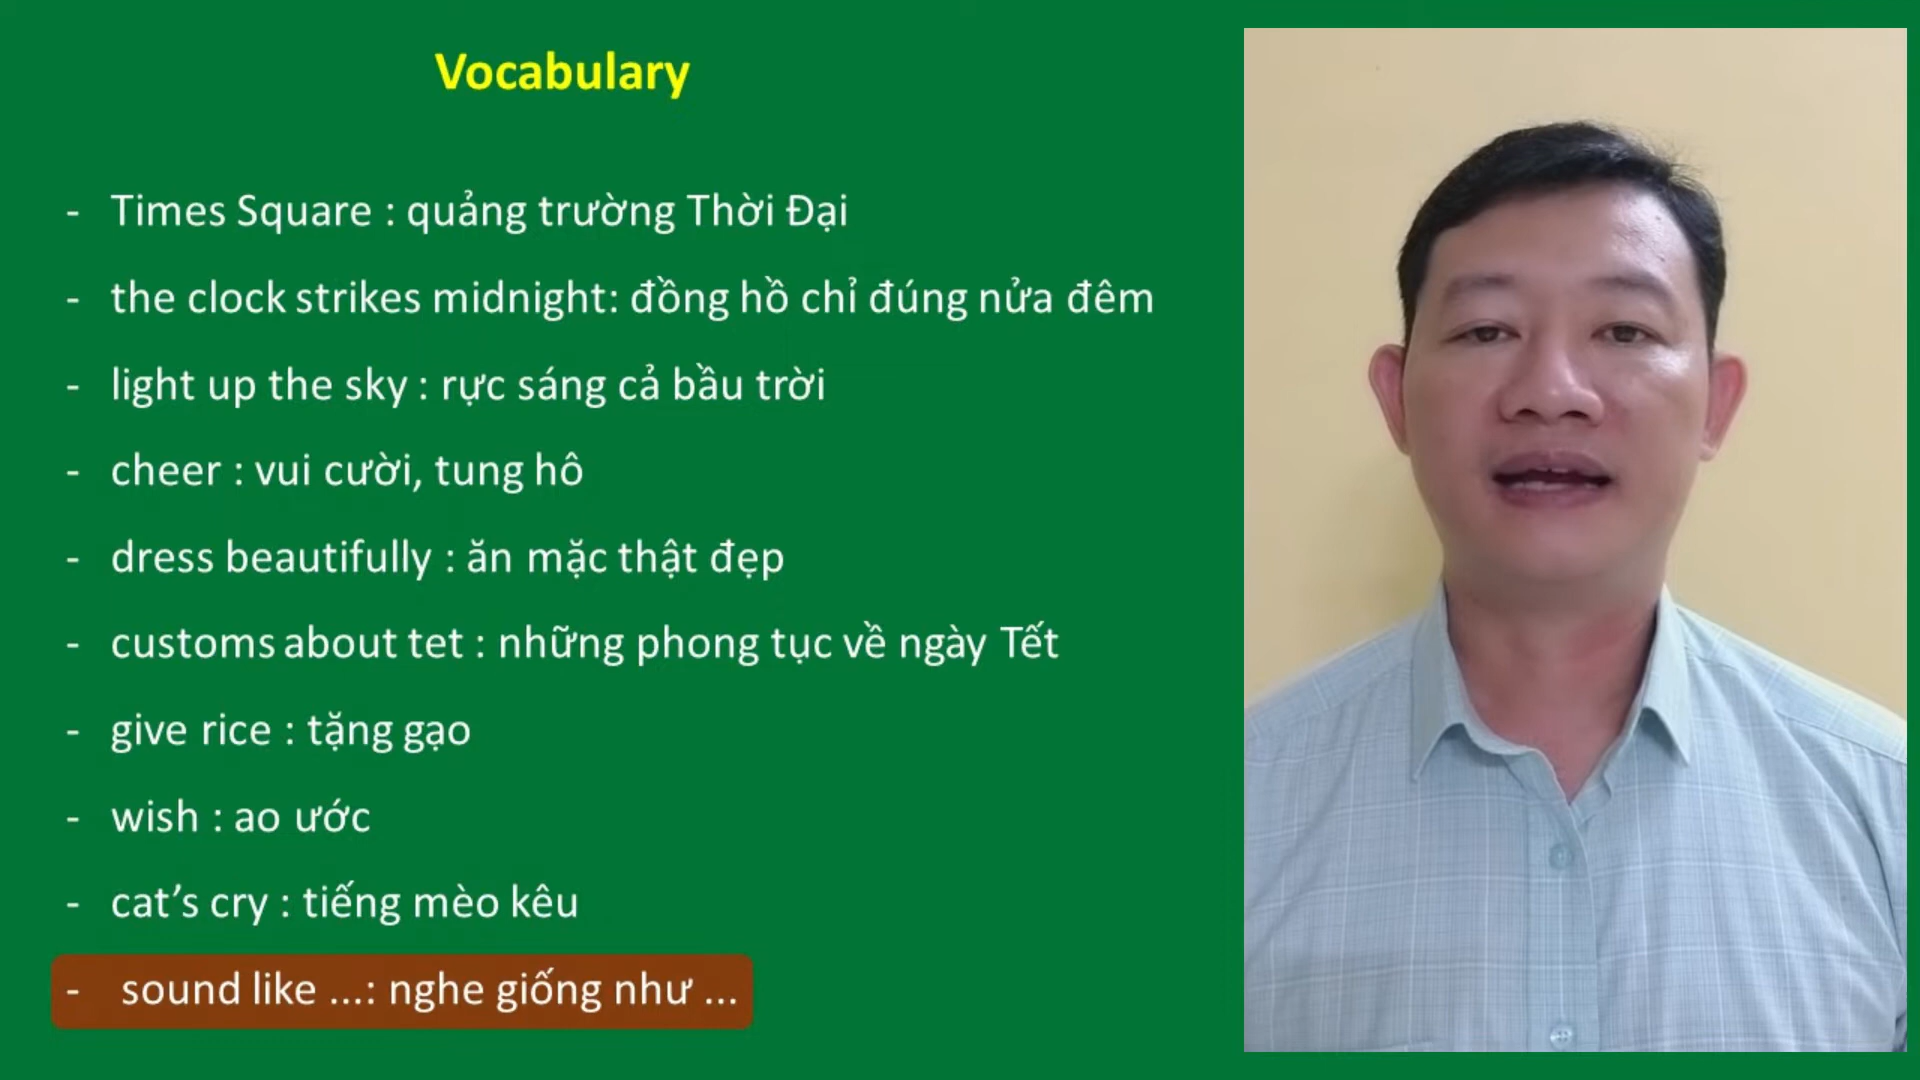 Vocabulary
- Times Square : quảng trường Thời Đại
- the clock strikes midnight: đồng hồ chỉ đúng nửa đêm
- light up the sky : rực sáng cả bầu trời
- cheer : vui cười, tung hô
- dress beautifully : ăn mặc thật đẹp
- customs about tet : những phong tục về ngày Tết
- give rice : tặng gạo
- wish : ao ước
- cat’s cry : tiếng mèo kêu
- sound like ...: nghe giống như ...